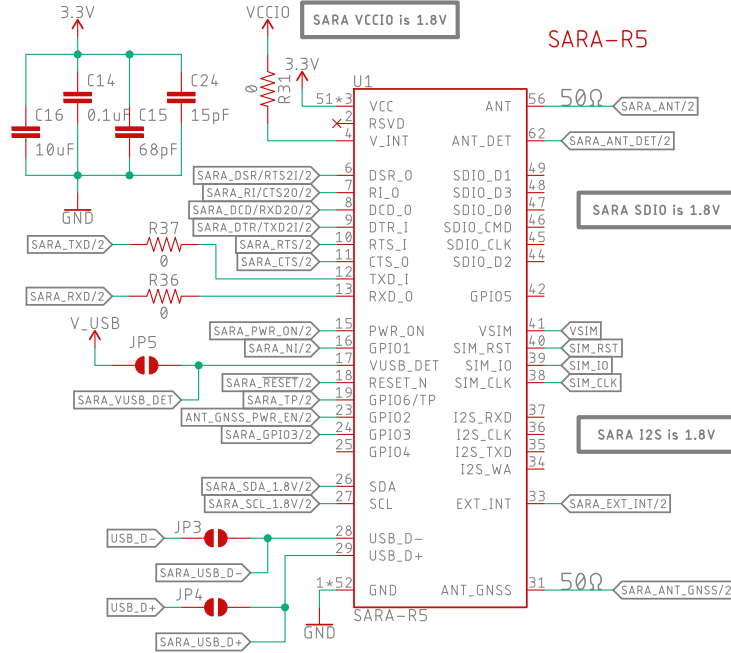 3.3V
VCCIO
SARA VCCIO is 1.8V
SARA-R5
C14
0.1uF
C24
15pF
C16
10uF
C15
68pF
GND
0
R31
3.3V
U1
51*3
VCC
2
RSVD
4
V_INT
ANT
56
50Ω
SARA_ANT/2
ANT_DET
62
SARA_ANT_DET/2
SARA_DSR/RTS2I/2
6
DSR_O
SARA_RI/CTS2O/2
7
RI_O
SARA_DCD/RXD2O/2
8
DCD_O
SARA_DTR/TXD2I/2
9
DTR_I
SARA_RTS/2
10
RTS_I
SARA_CTS/2
11
CTS_O
SARA_TXD/2
R37
0
12
TXD_I
SARA_RXD/2
R36
0
13
RXD_O
SDIO_D1
49
SDIO_D3
48
SDIO_D0
47
SDIO_CMD
46
SDIO_CLK
45
SDIO_D2
44
SARA SDIO is 1.8V
GPIO5
42
V_USB
JP5
SARA_PWR_ON/2
15
PWR_ON
SARA_NI/2
16
GPIO1
17
VUSB_DET
SARA_VUSB_DET
SARA_RESET/2
18
RESET_N
SARA_TP/2
19
GPIO6/TP
ANT_GNSS_PWR_EN/2
23
GPIO2
SARA_GPIO3/2
24
GPIO3
25
GPIO4
VSIM
41
VSIM
SIM_RST
40
SIM_RST
SIM_IO
39
SIM_IO
SIM_CLK
38
SIM_CLK
I2S_RXD
37
I2S_CLK
36
I2S_TXD
35
I2S_WA
34
SARA I2S is 1.8V
SARA_SDA_1.8V/2
26
SDA
SARA_SCL_1.8V/2
27
SCL
EXT_INT
33
SARA_EXT_INT/2
USB_D-
JP3
28
USB_D-
SARA_USB_D-
29
USB_D+
USB_D+
JP4
SARA_USB_D+
1*52
GND
GND
ANT_GNSS
31
50Ω
SARA_ANT_GNSS/2
SARA-R5